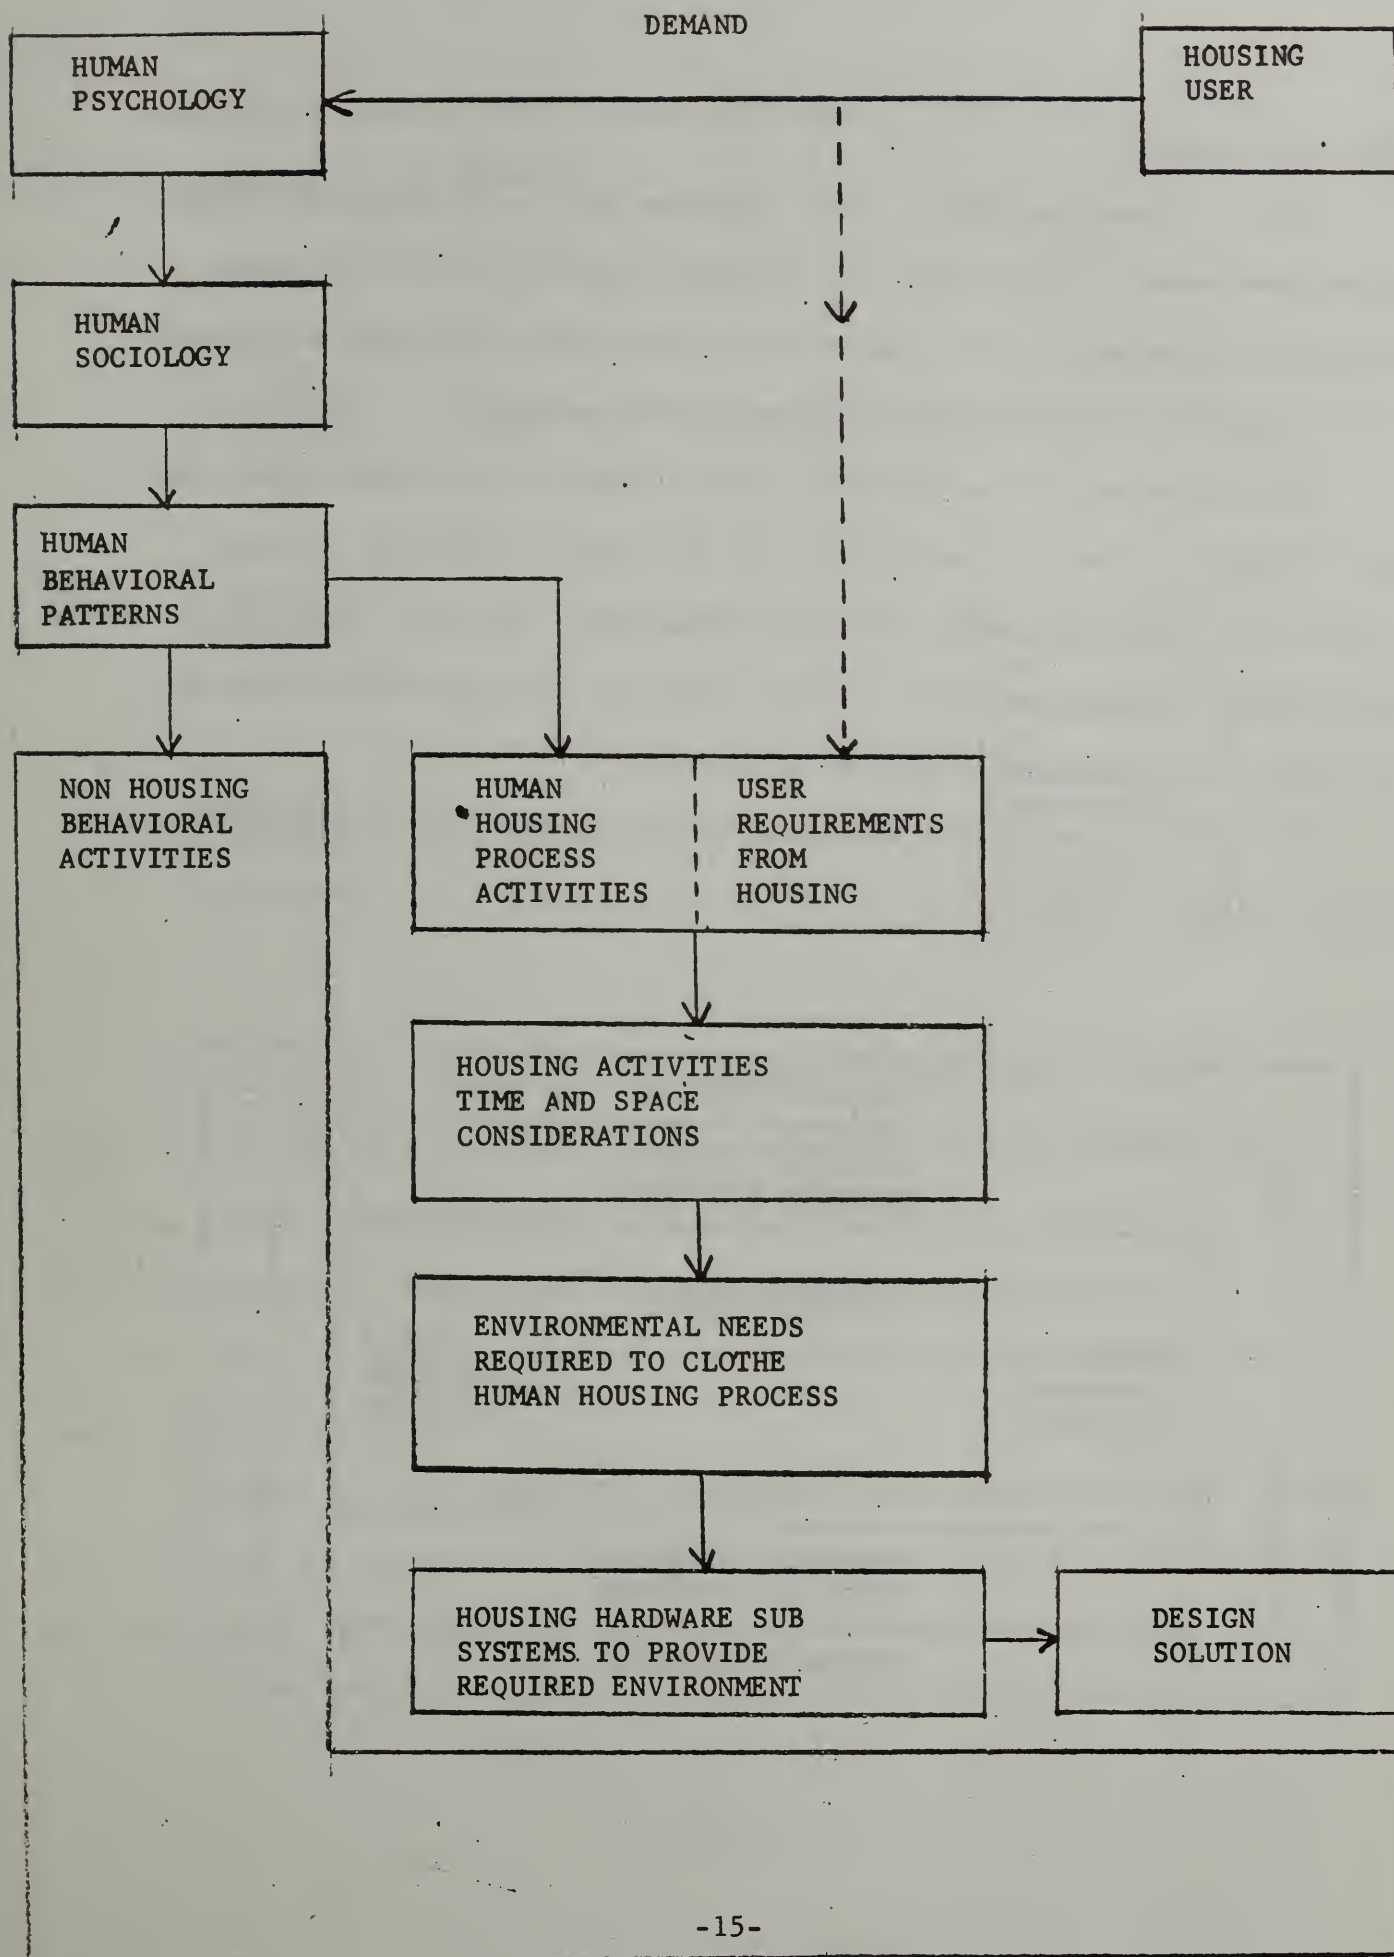 DEMAND
HUMAN
PSYCHOLOGY
HOUSING
USER
HUMAN
SOCIOLOGY
HUMAN
BEHAVIORAL
PATTERNS
NON HOUSING
BEHAVIORAL
ACTIVITIES
HUMAN
HOUSING
PROCESS
ACTIVITIES
USER
REQUIREMENTS
FROM
HOUSING
HOUSING ACTIVITIES
TIME AND SPACE
CONSIDERATIONS
ENVIRONMENTAL NEEDS
REQUIRED TO CLOTHE
HUMAN HOUSING PROCESS
HOUSING HARDWARE SUB
SYSTEMS TO PROVIDE
REQUIRED ENVIRONMENT
DESIGN
SOLUTION
-15-